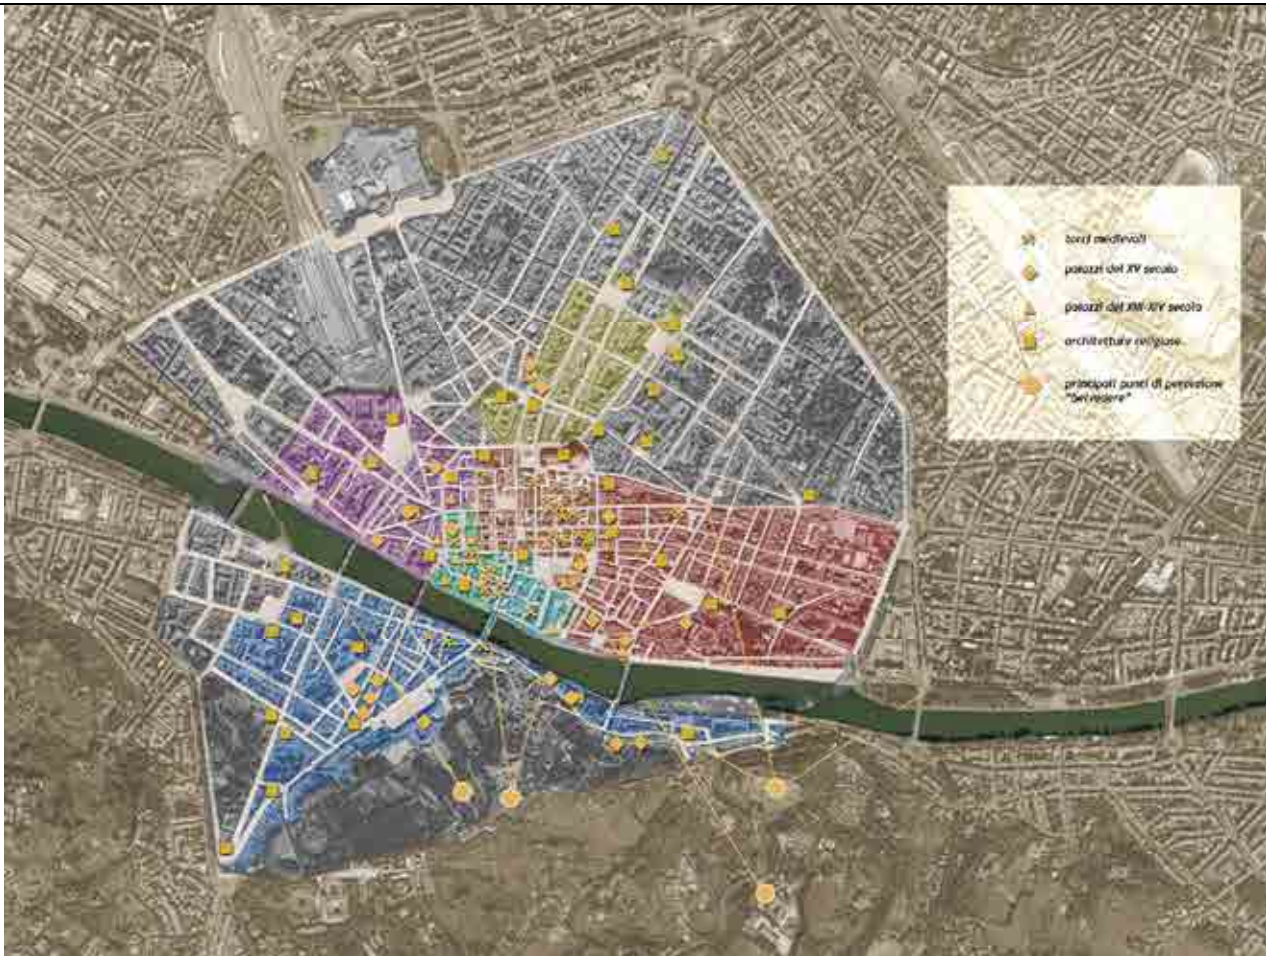 torri medievali
palazzi del XV secolo
palazzi del XIII-XIV secolo
architetture religiose
principali punti di percezione
"belvedere"